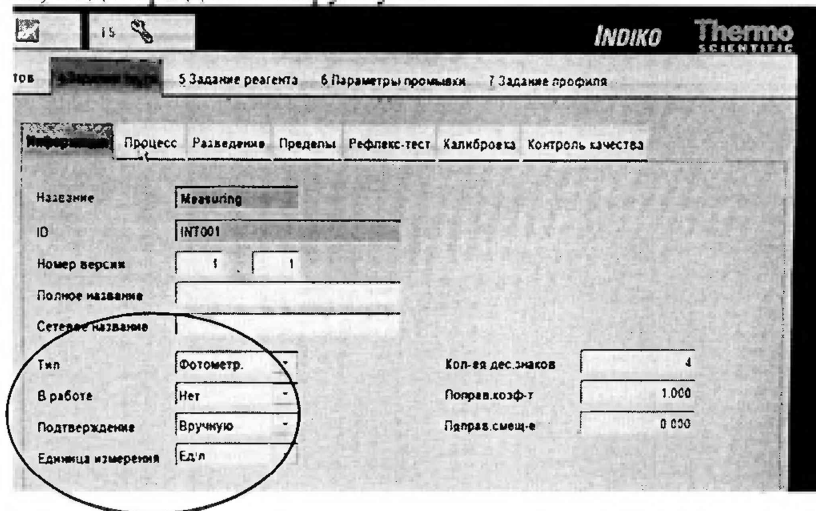 15 INDIKO Thermo
SCIENTIFIC
тов 5 Задание реагента 6 Параметры промывки 7 Задание профиля
Информация Процесс Разведение Пределы Рефлекс-тест Калибровка Контроль качества
Название Measuring
ID INT001
Номер версии 1 . 1
Полное название
Сетевое название
Тип Фотометр. Кол-во дес.знаков 4
В работе Нет Поправ.коэф-т 1.000
Подтверждение Вручную Поправ.смещ-е 0.000
Единица измерения Ед/л